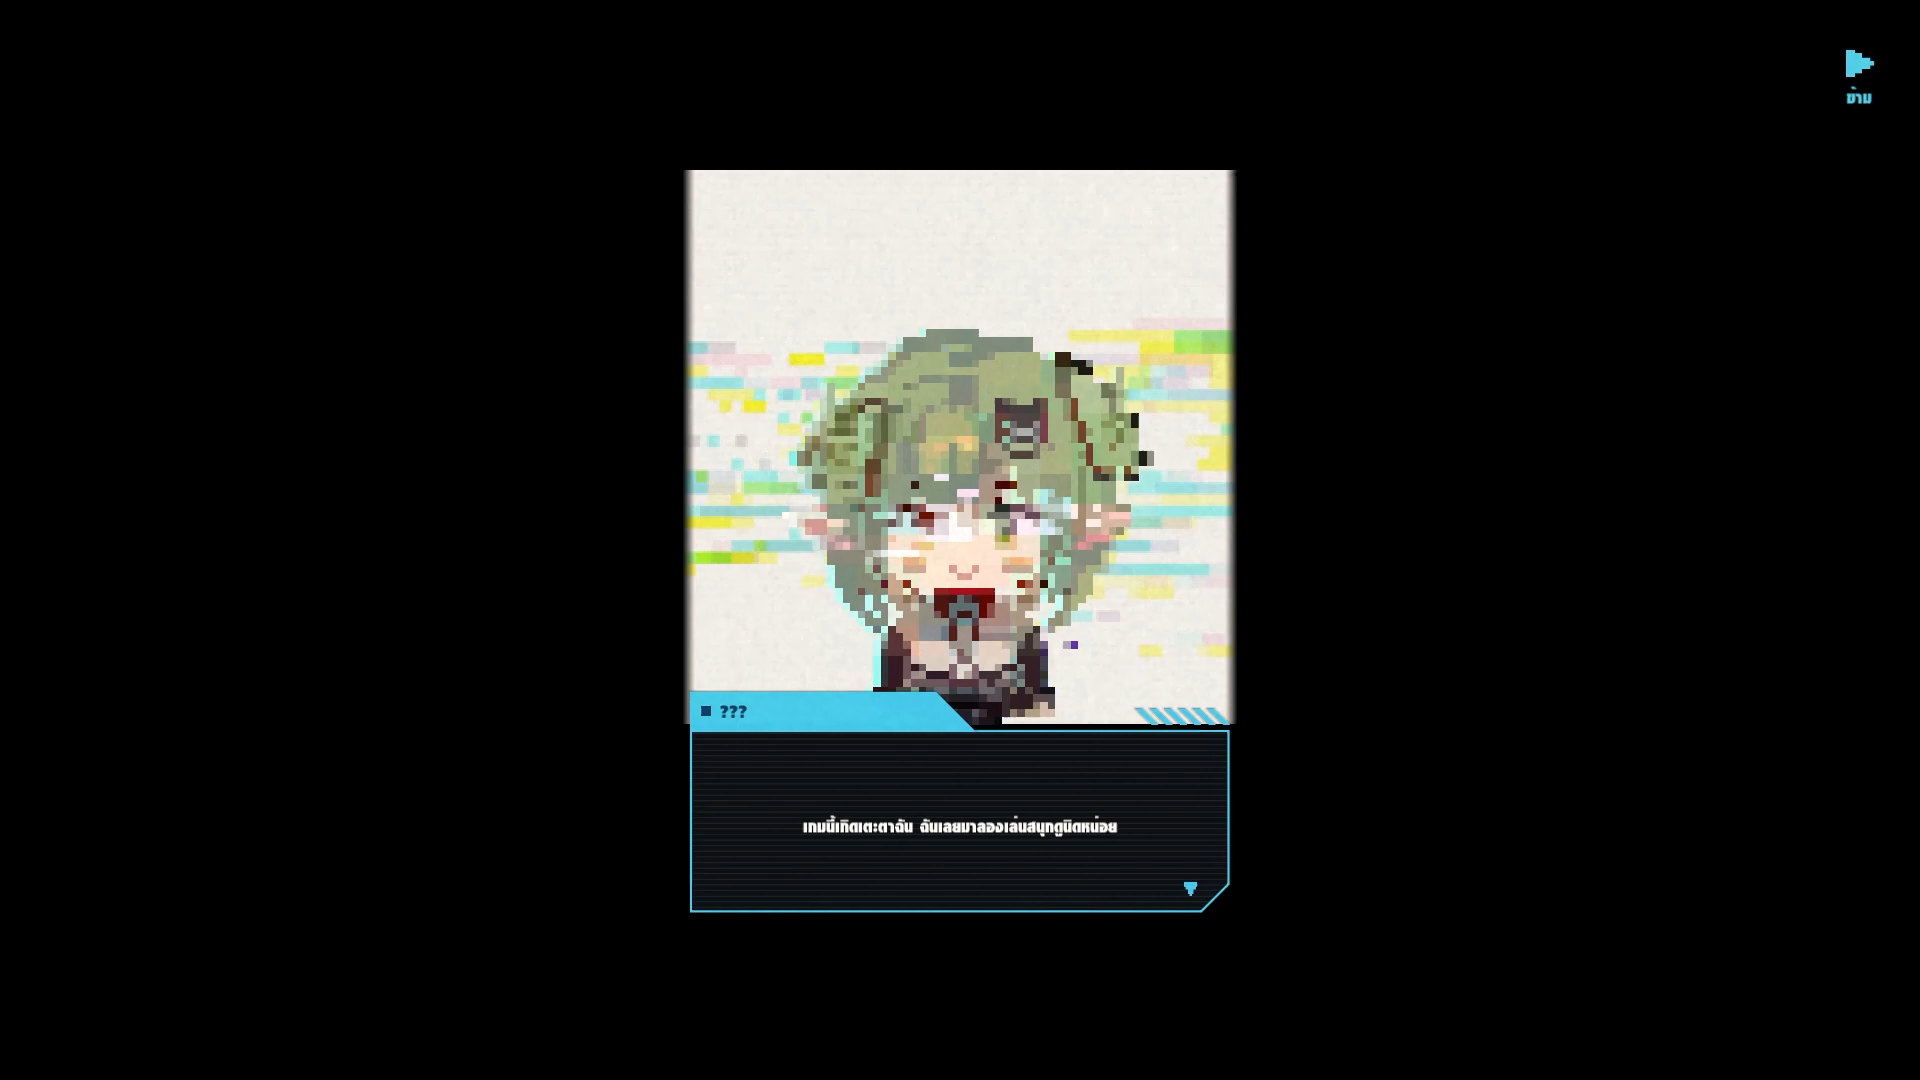 ข้าม
???
เกมนี้เกิดเตะตาฉัน ฉันเลยมาลองเล่นสนุกดูนิดหน่อย